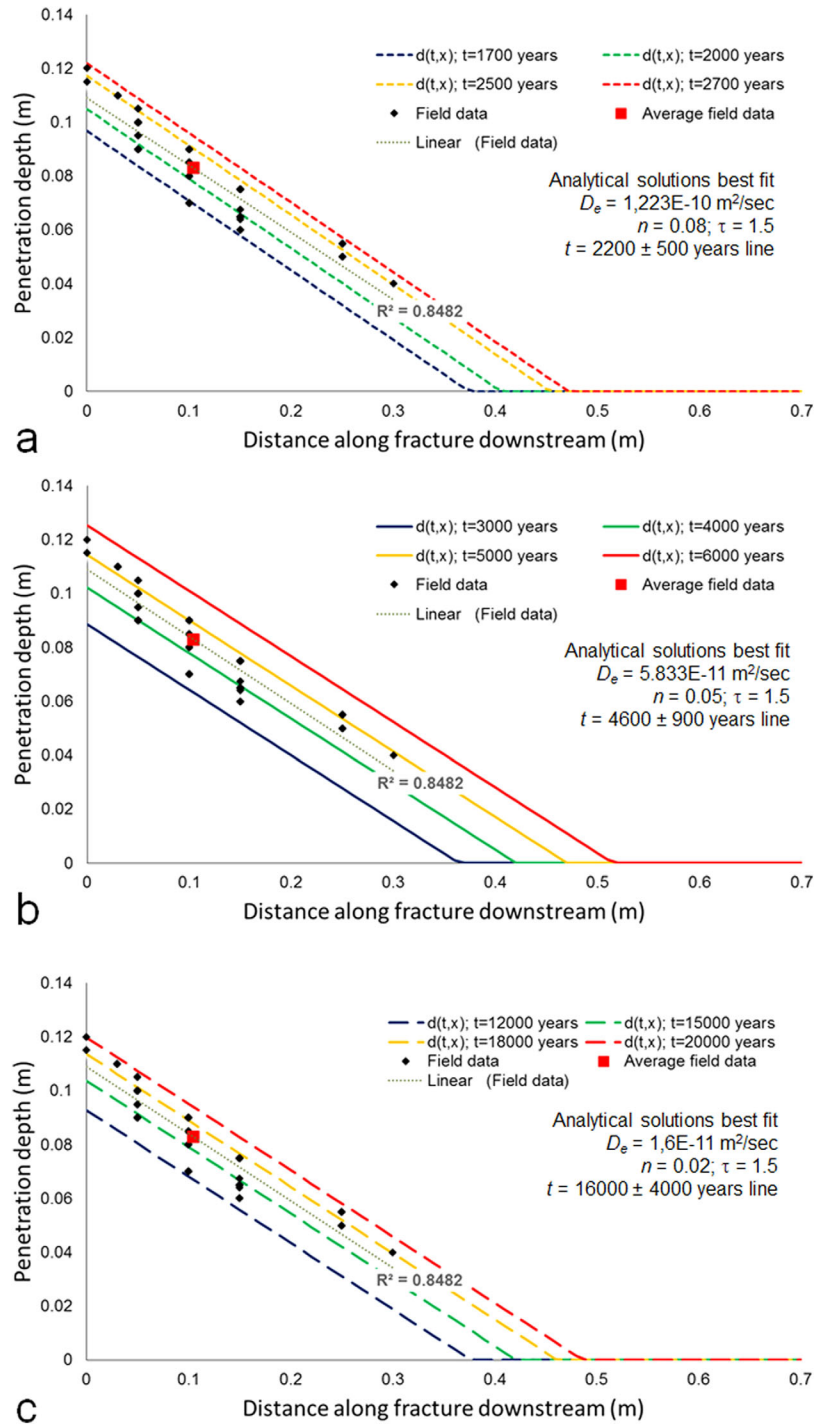 0.14
d(t,x); t=1700 years
d(t,x); t=2000 years
0.12
d(t,x); t=2500 years
d(t,x); t=2700 years
Field data
Average field data
0.1
Linear (Field data)
0.08
Analytical solutions best fit
Dₑ = 1,223E-10 m²/sec
n = 0.08; τ = 1.5
t = 2200 ± 500 years line
0.06
0.04
R² = 0.8482
0.02
0
Penetration depth (m)
0 0.1 0.2 0.3 0.4 0.5 0.6 0.7
Distance along fracture downstream (m)
a
0.14
d(t,x); t=3000 years
d(t,x); t=4000 years
0.12
d(t,x); t=5000 years
d(t,x); t=6000 years
Field data
Average field data
0.1
Linear (Field data)
0.08
Analytical solutions best fit
Dₑ = 5.833E-11 m²/sec
n = 0.05; τ = 1.5
t = 4600 ± 900 years line
0.06
0.04
R² = 0.8482
0.02
0
Penetration depth (m)
0 0.1 0.2 0.3 0.4 0.5 0.6 0.7
Distance along fracture downstream (m)
b
0.14
d(t,x); t=12000 years
d(t,x); t=15000 years
0.12
d(t,x); t=18000 years
d(t,x); t=20000 years
Field data
Average field data
0.1
Linear (Field data)
0.08
Analytical solutions best fit
Dₑ = 1,6E-11 m²/sec
n = 0.02; τ = 1.5
t = 16000 ± 4000 years line
0.06
0.04
R² = 0.8482
0.02
0
Penetration depth (m)
0 0.1 0.2 0.3 0.4 0.5 0.6 0.7
Distance along fracture downstream (m)
c